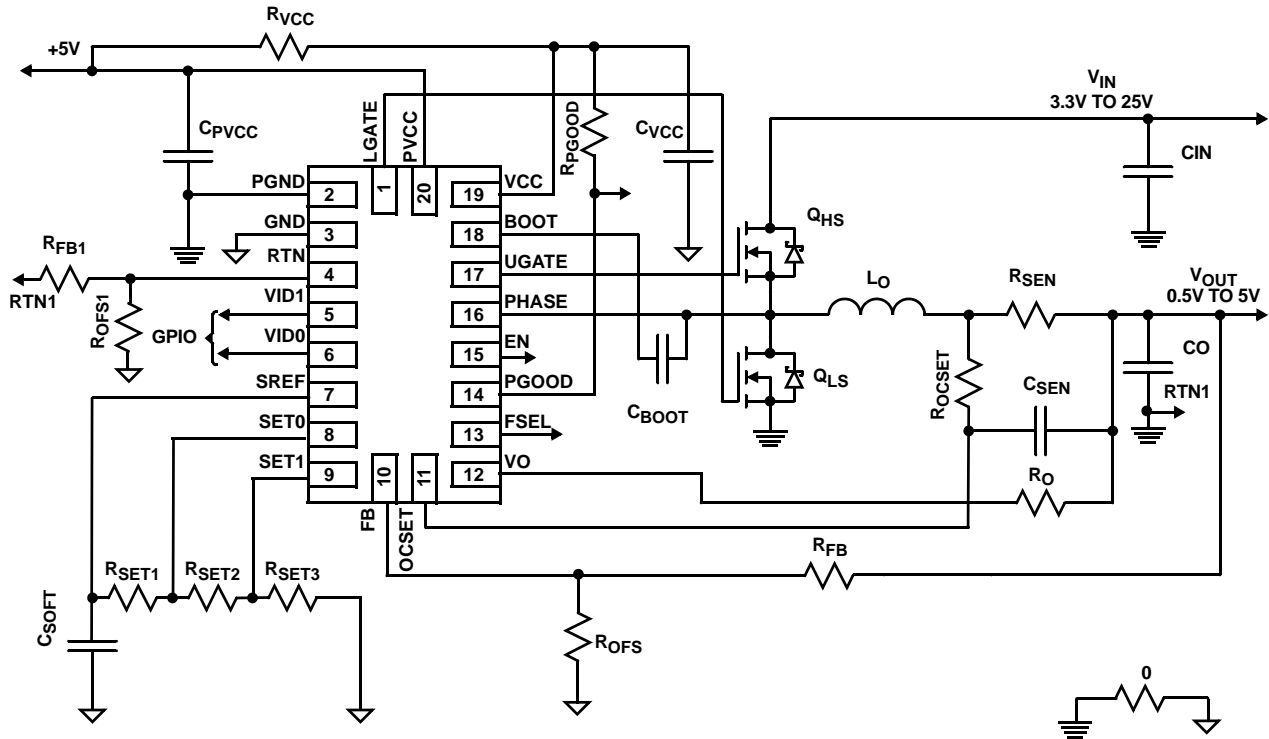 RVCC
+5V
VIN
3.3V TO 25V
CPVCC
LGATE
PVCC
RPGOOD
CVCC
CIN
PGND
2
1
20
19
VCC
GND
3
18
BOOT
QHS
RFB1
RTN
4
17
UGATE
RTN1
ROFS1
LO
RSEN
VOUT
0.5V TO 5V
VID1
5
16
PHASE
GPIO
VID0
6
15
EN
SREF
7
14
PGOOD
QLS
CO
ROCSET
CSEN
RTN1
CBOOT
SET0
8
13
FSEL
SET1
9
10
11
12
VO
RO
FB
OCSET
RFB
RSET1
RSET2
RSET3
CSOFT
ROFS
0